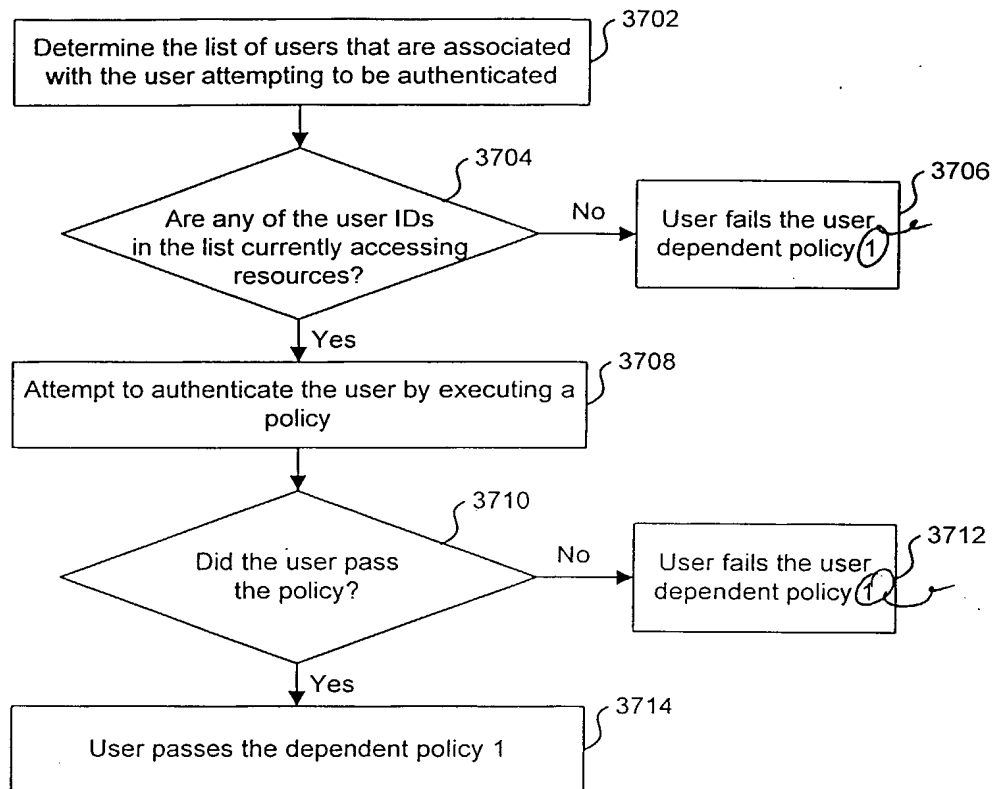 3702
Determine the list of users that are associated
with the user attempting to be authenticated
3704
Are any of the user IDs
in the list currently accessing
resources?
No
3706
User fails the user
dependent policy 1
Yes
3708
Attempt to authenticate the user by executing a
policy
3710
Did the user pass
the policy?
No
3712
User fails the user
dependent policy 1
Yes
3714
User passes the dependent policy 1